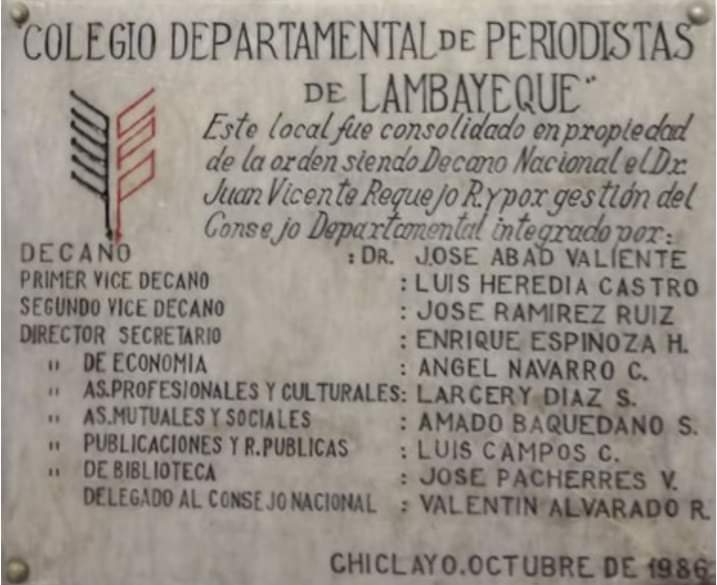 COLEGIO DEPARTAMENTAL DE PERIODISTAS
DE LAMBAYEQUE"
Este local fue consolidado en propiedad
de la orden siendo Decano Nacional el Dr.
Juan Vicente Requejo R.y por gestión del
Consejo Departamental integrado por:
DECANO : DR. JOSE ABAD VALIENTE
PRIMER VICE DECANO : LUIS HEREDIA CASTRO
SEGUNDO VICE DECANO : JOSE RAMIREZ RUIZ
DIRECTOR SECRETARIO : ENRIQUE ESPINOZA H.
" DE ECONOMIA : ANGEL NAVARRO C.
" AS.PROFESIONALES Y CULTURALES: LARCERY DIAZ S.
" AS.MUTUALES Y SOCIALES : AMADO BAQUEDANO S.
" PUBLICACIONES Y R.PUBLICAS : LUIS CAMPOS C.
" DE BIBLIOTECA : JOSE PACHERRES V.
DELEGADO AL CONSEJO NACIONAL : VALENTIN ALVARADO R.
CHICLAYO.OCTUBRE DE 1986